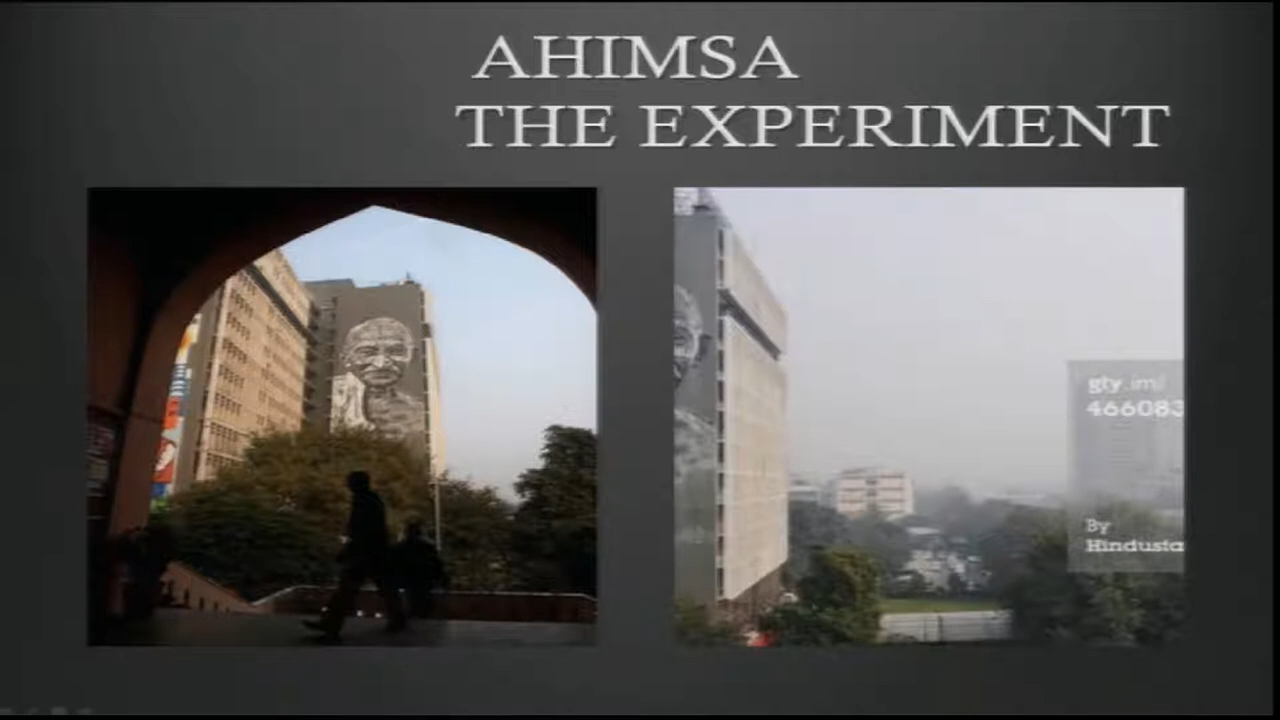 AHIMSA
THE EXPERIMENT
gty.im/
466083
By
Hindusta